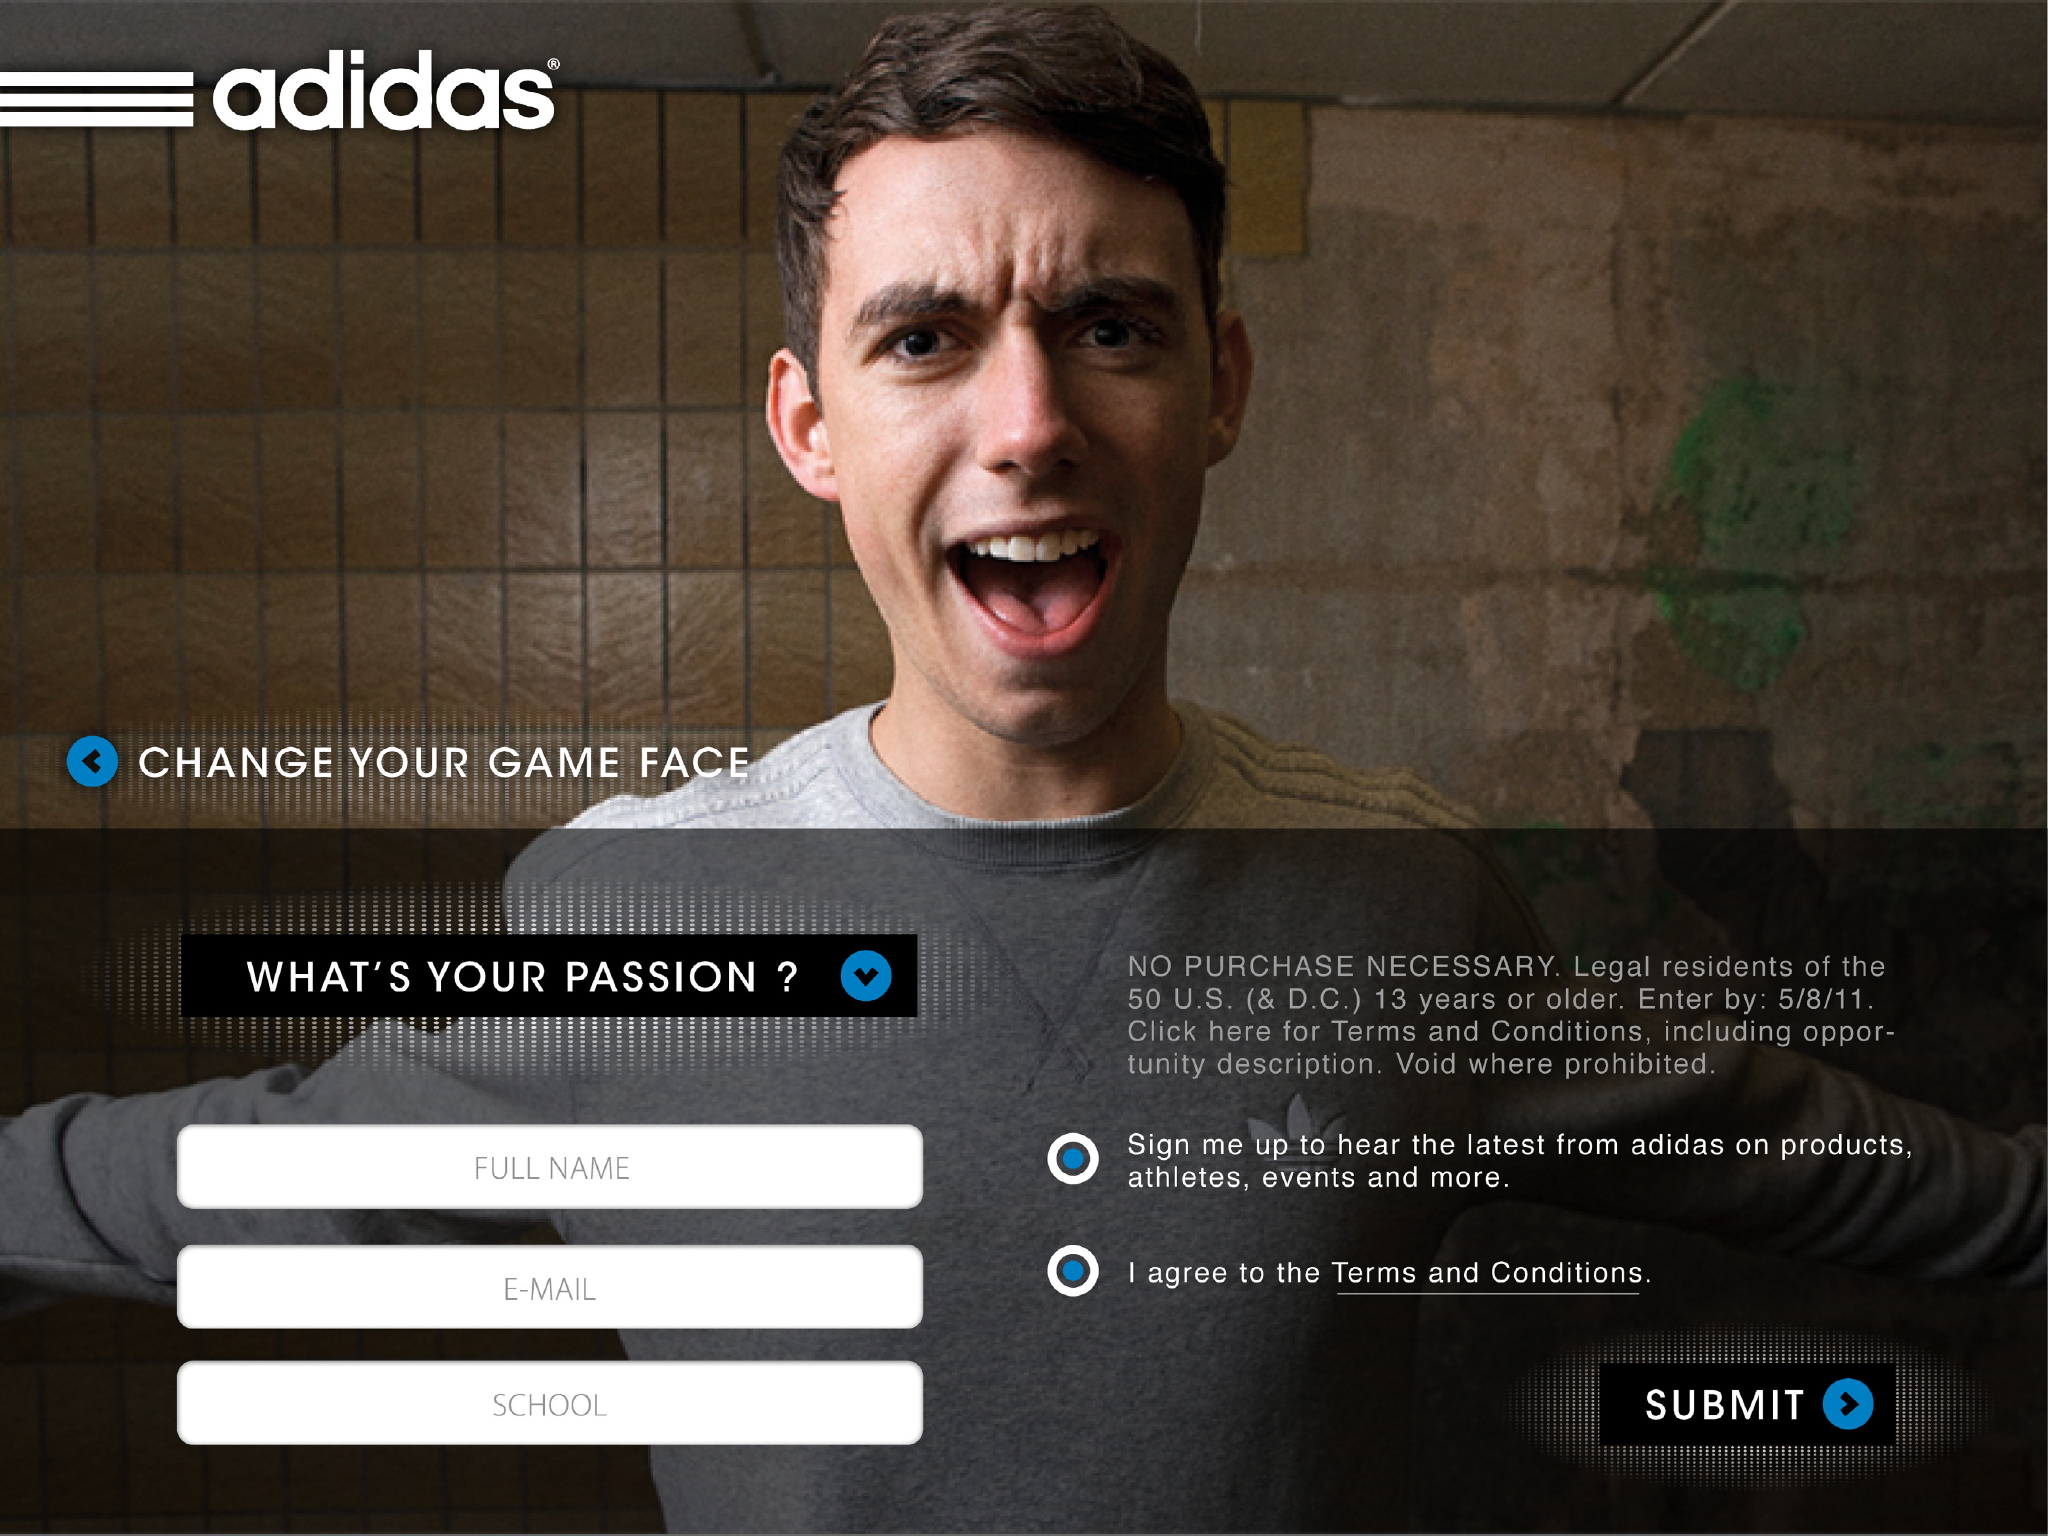 adidas®
CHANGE YOUR GAME FACE
WHAT'S YOUR PASSION ?
FULL NAME
E-MAIL
SCHOOL
NO PURCHASE NECESSARY. Legal residents of the
50 U.S. (& D.C.) 13 years or older. Enter by: 5/8/11.
Click here for Terms and Conditions, including oppor-
tunity description. Void where prohibited.
Sign me up to hear the latest from adidas on products,
athletes, events and more.
I agree to the Terms and Conditions.
SUBMIT